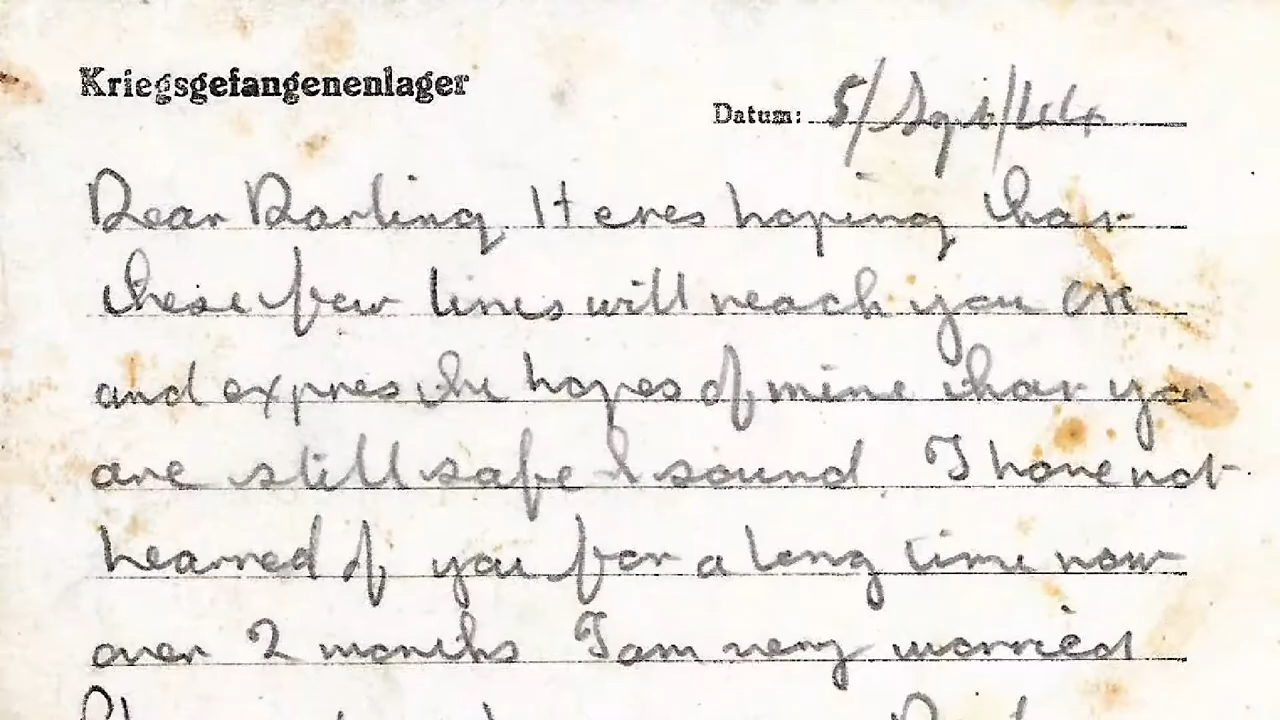 Kriegsgefangenenlager
Datum: 5/Sept/44
Dear Darling Heres hoping that
these few lines will reach you OK
and expres the hopes of mine that you
are still safe & sound I have not
hearred of you for a long time now
over 2 months I am very worried